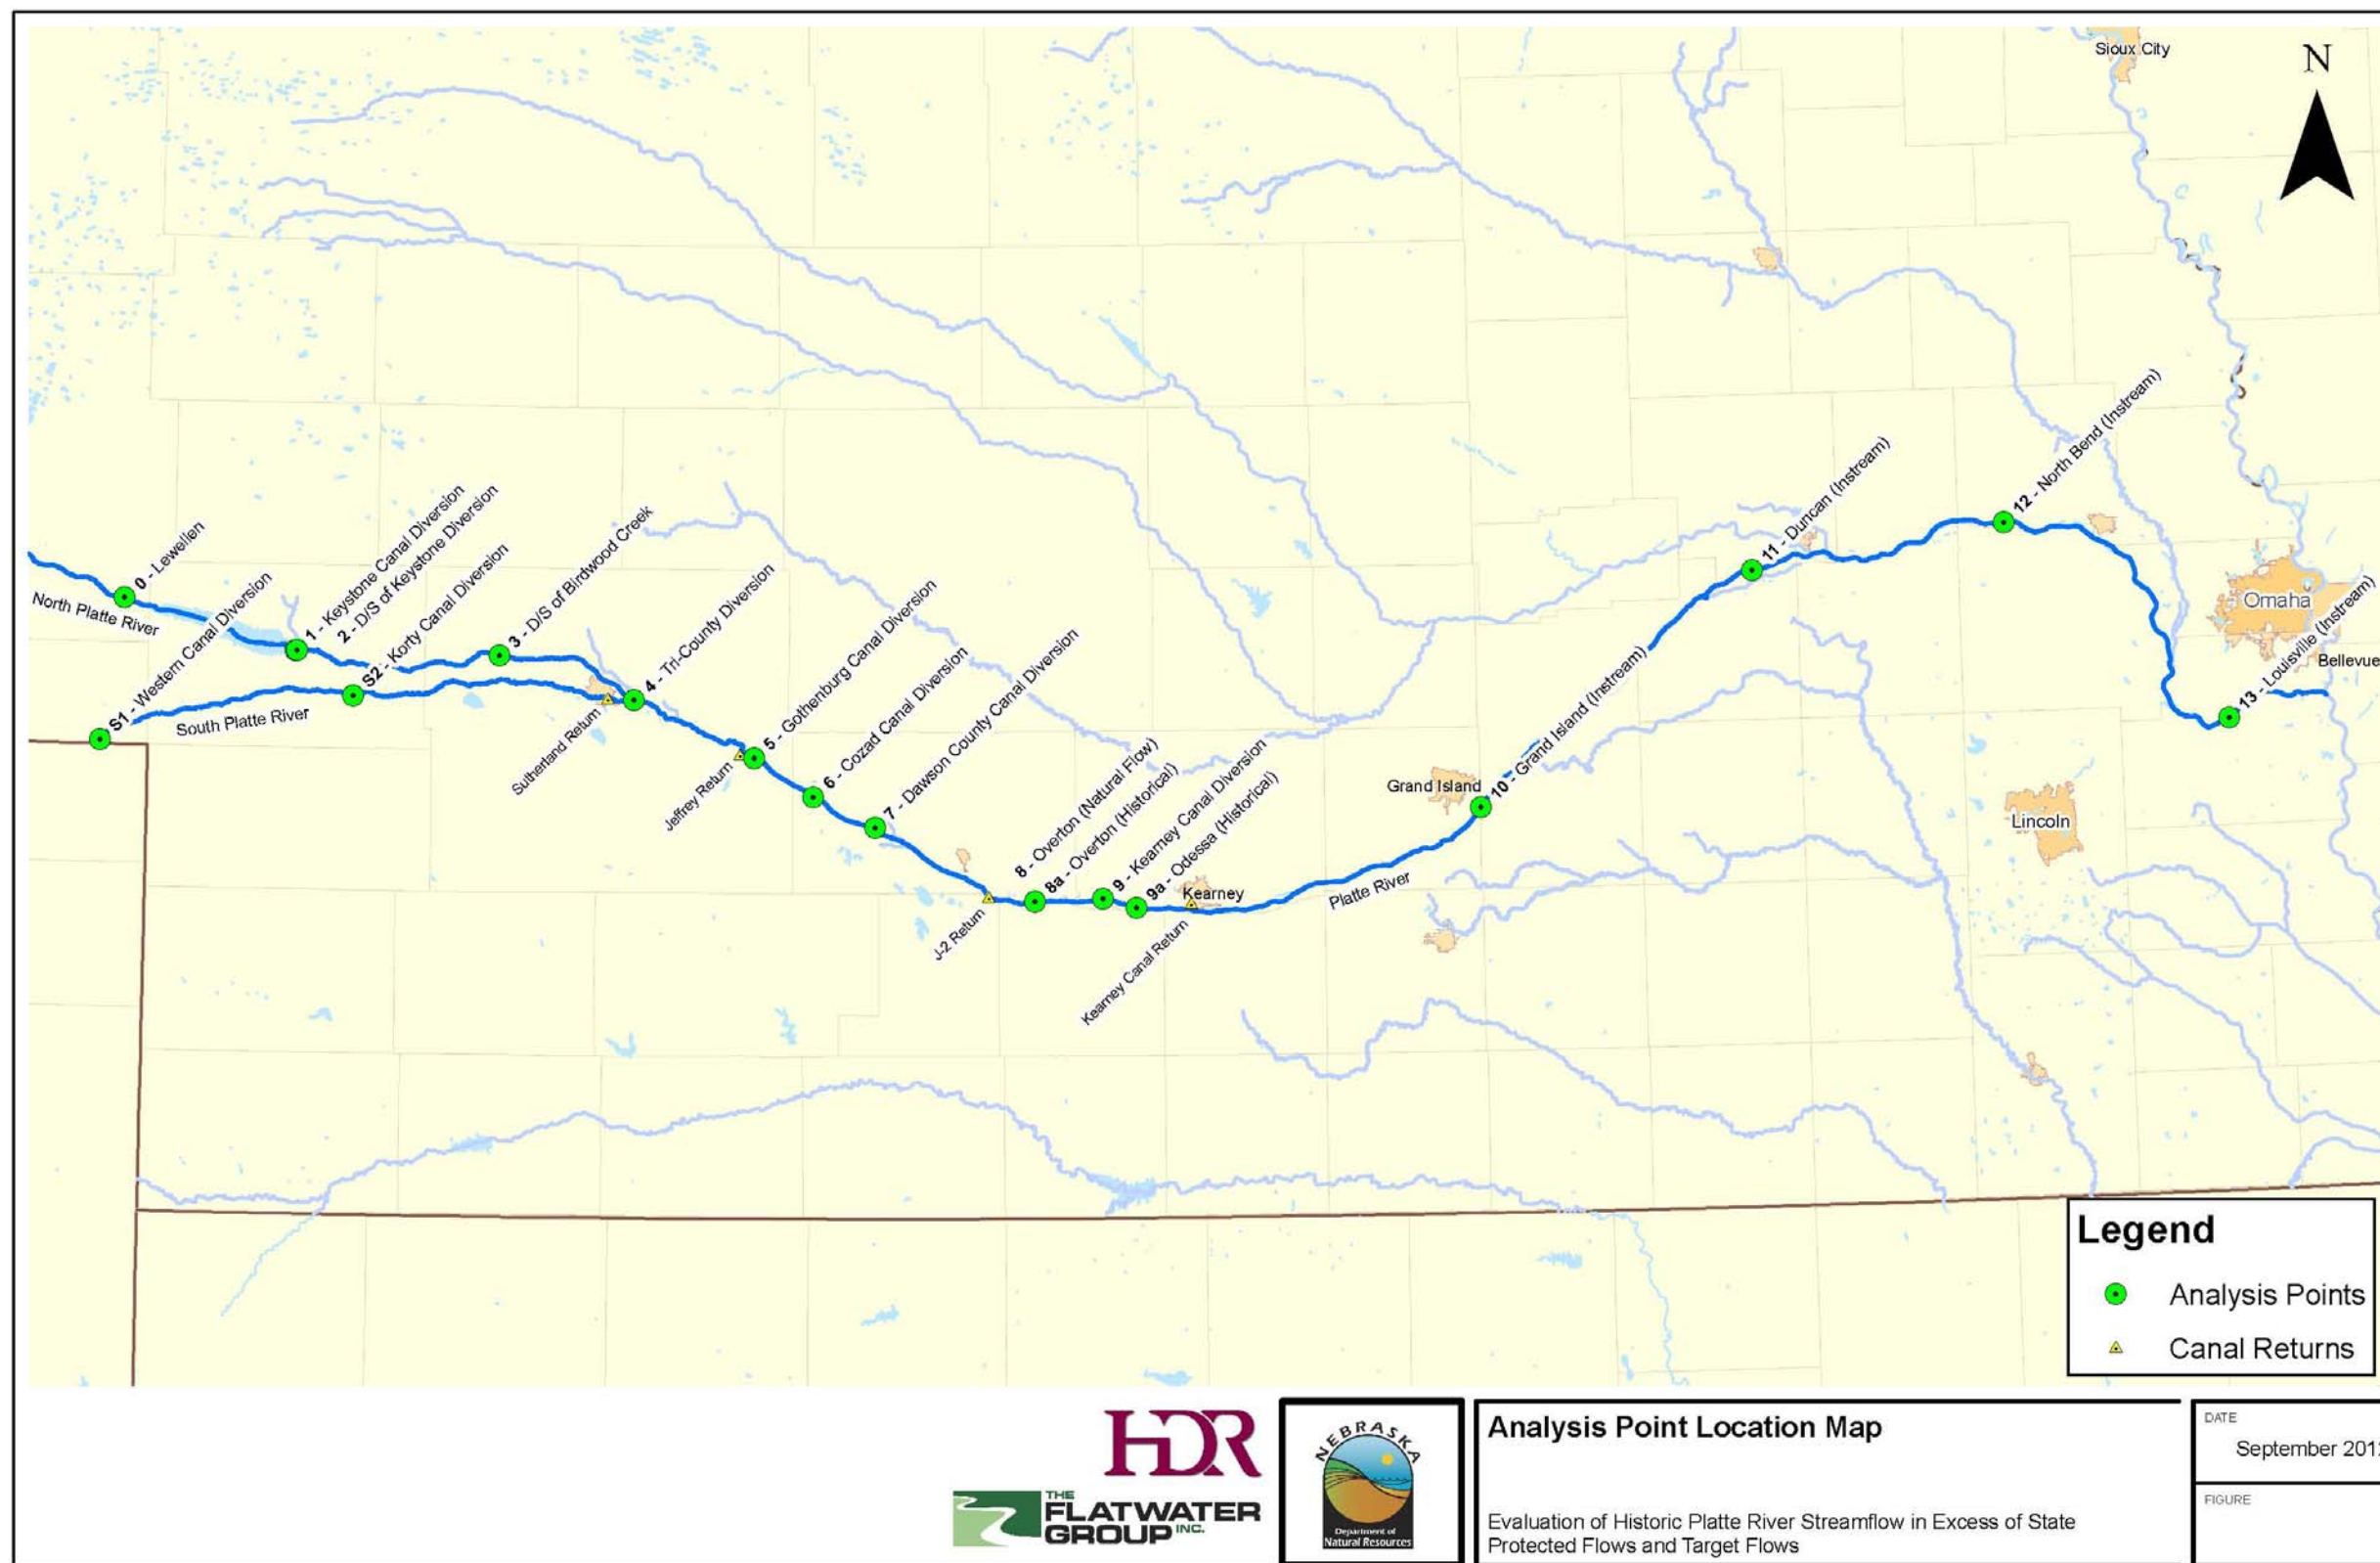 Sioux City
N
12 - North Bend (Instream)
11 - Duncan (Instream)
0 - Lewellen
1 - Keystone Canal Diversion
2 - D/S of Keystone Diversion
S2 - Korty Canal Diversion
3 - D/S of Birdwood Creek
S1 - Western Canal Diversion
4 - Tri-County Diversion
5 - Gothenburg Canal Diversion
6 - Cozad Canal Diversion
7 - Dawson County Canal Diversion
North Platte River
South Platte River
Omaha
Bellevue
13 - Louisville (Instream)
10 - Grand Island (Instream)
Sutherland Return
Jeffrey Return
8 - Overton (Natural Flow)
8a - Overton (Historical)
9 - Kearney Canal Diversion
9a - Odessa (Historical)
Grand Island
Lincoln
Kearney
Platte River
J-2 Return
Kearney Canal Return
Legend
Analysis Points
Canal Returns
HDR
THE
FLATWATER
GROUP INC.
NEBRASKA
Department of
Natural Resources
Analysis Point Location Map
Evaluation of Historic Platte River Streamflow in Excess of State
Protected Flows and Target Flows
DATE
September
FIGURE